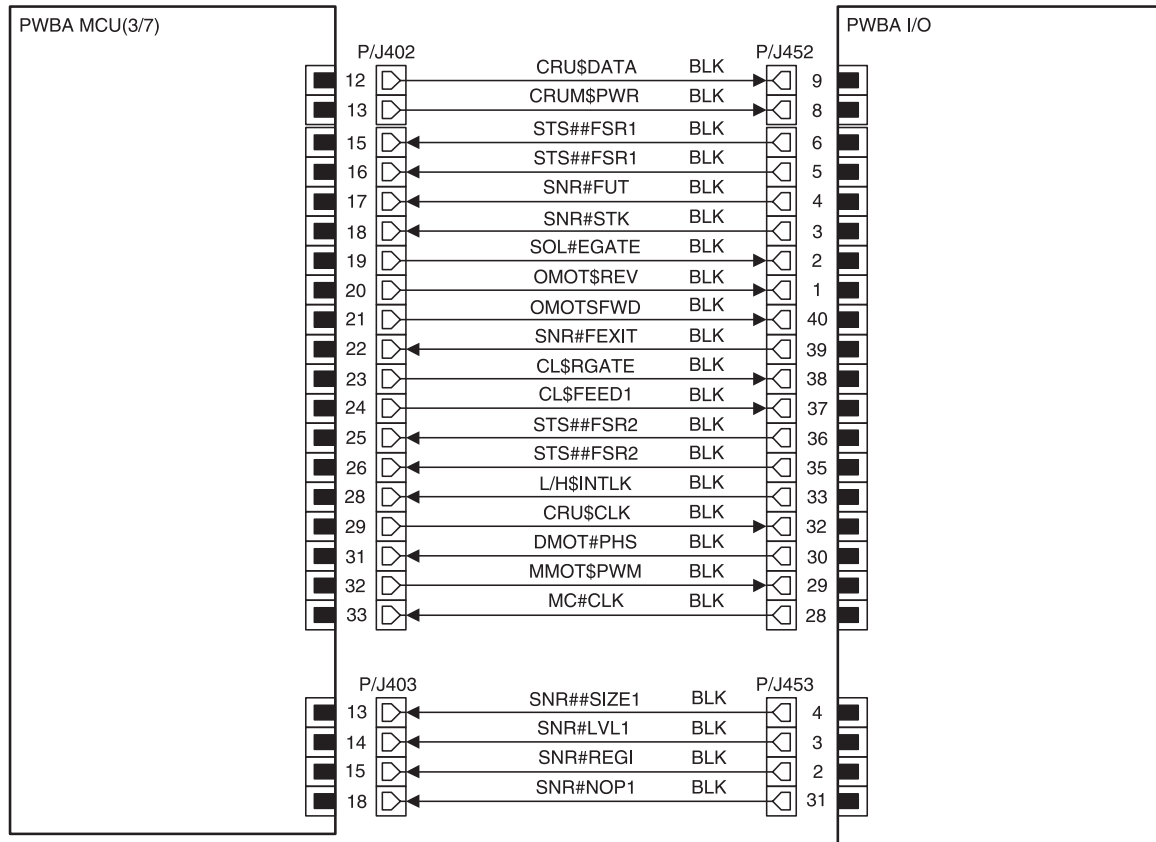 PWBA MCU(3/7) PWBA I/O
P/J402 P/J452
12 CRU$DATA BLK 9
13 CRUM$PWR BLK 8
15 STS##FSR1 BLK 6
16 STS##FSR1 BLK 5
17 SNR#FUT BLK 4
18 SNR#STK BLK 3
19 SOL#EGATE BLK 2
20 OMOT$REV BLK 1
21 OMOTSFWD BLK 40
22 SNR#FEXIT BLK 39
23 CL$RGATE BLK 38
24 CL$FEED1 BLK 37
25 STS##FSR2 BLK 36
26 STS##FSR2 BLK 35
28 L/H$INTLK BLK 33
29 CRU$CLK BLK 32
31 DMOT#PHS BLK 30
32 MMOT$PWM BLK 29
33 MC#CLK BLK 28
P/J403 P/J453
13 SNR##SIZE1 BLK 4
14 SNR#LVL1 BLK 3
15 SNR#REGI BLK 2
18 SNR#NOP1 BLK 31